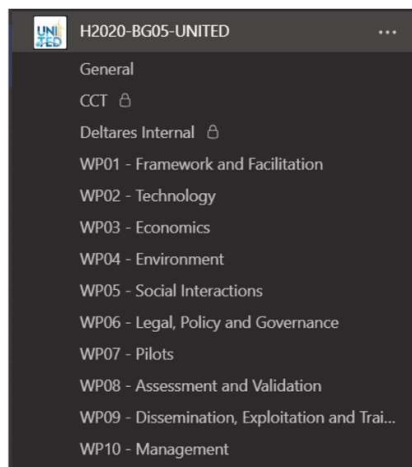 UNI
TED
H2020-BG05-UNITED
...
General
CCT
Deltares Internal
WP01 - Framework and Facilitation
WP02 - Technology
WP03 - Economics
WP04 - Environment
WP05 - Social Interactions
WP06 - Legal, Policy and Governance
WP07 - Pilots
WP08 - Assessment and Validation
WP09 - Dissemination, Exploitation and Trai...
WP10 - Management